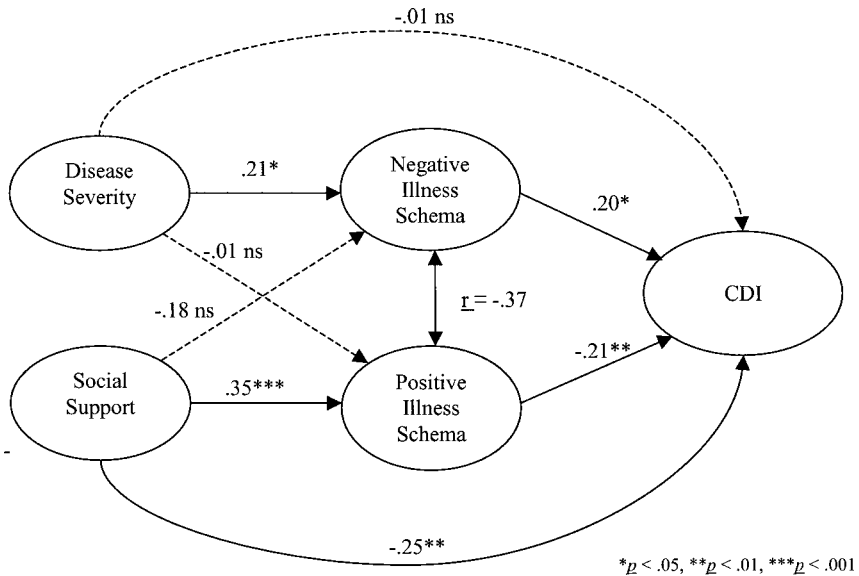 -.01 ns
Disease
Severity
.21*
Negative
Illness
Schema
.20*
-.01 ns
-.18 ns
r = -.37
CDI
Social
Support
.35***
Positive
Illness
Schema
-.21**
-.25**
*p < .05, **p < .01, ***p < .001